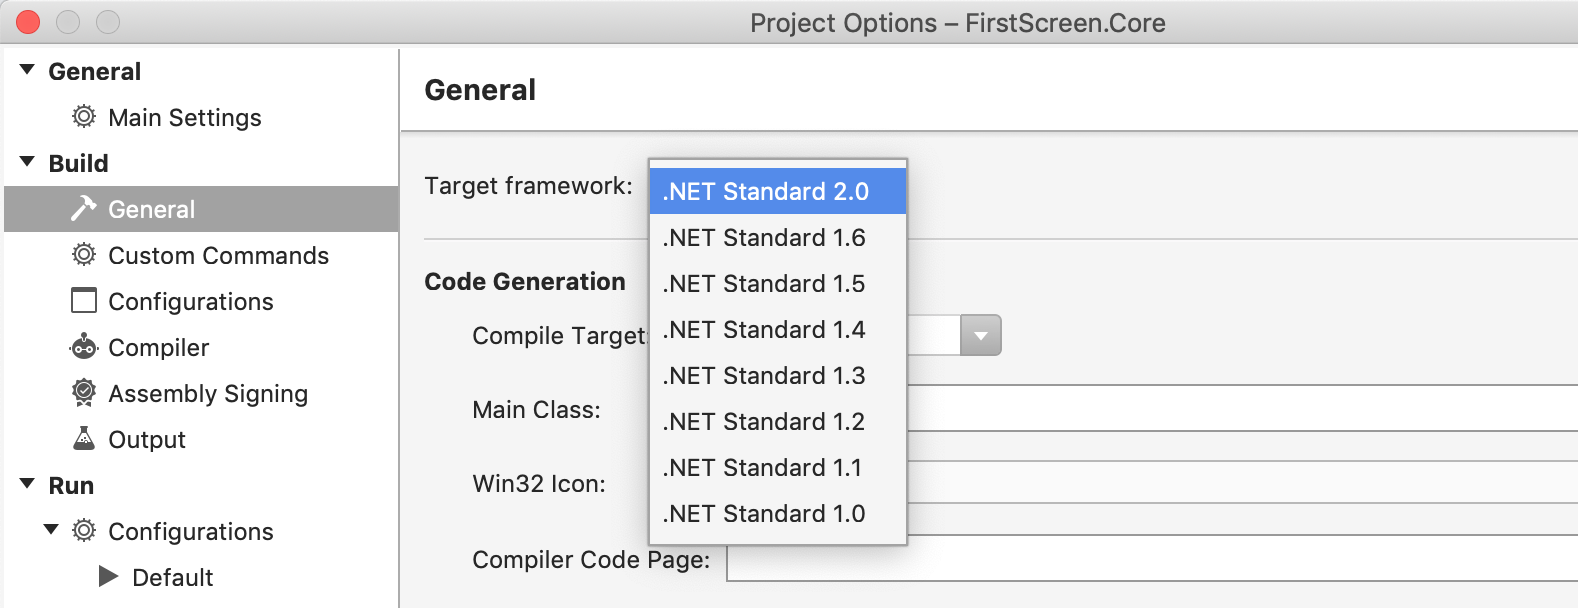 Project Options – FirstScreen.Core
General
Main Settings
Build
General
Custom Commands
Configurations
Compiler
Assembly Signing
Output
Run
Configurations
Default
General
Target framework:
.NET Standard 2.0
.NET Standard 1.6
.NET Standard 1.5
.NET Standard 1.4
.NET Standard 1.3
.NET Standard 1.2
.NET Standard 1.1
.NET Standard 1.0
Code Generation
Compile Target:
Main Class:
Win32 Icon:
Compiler Code Page: